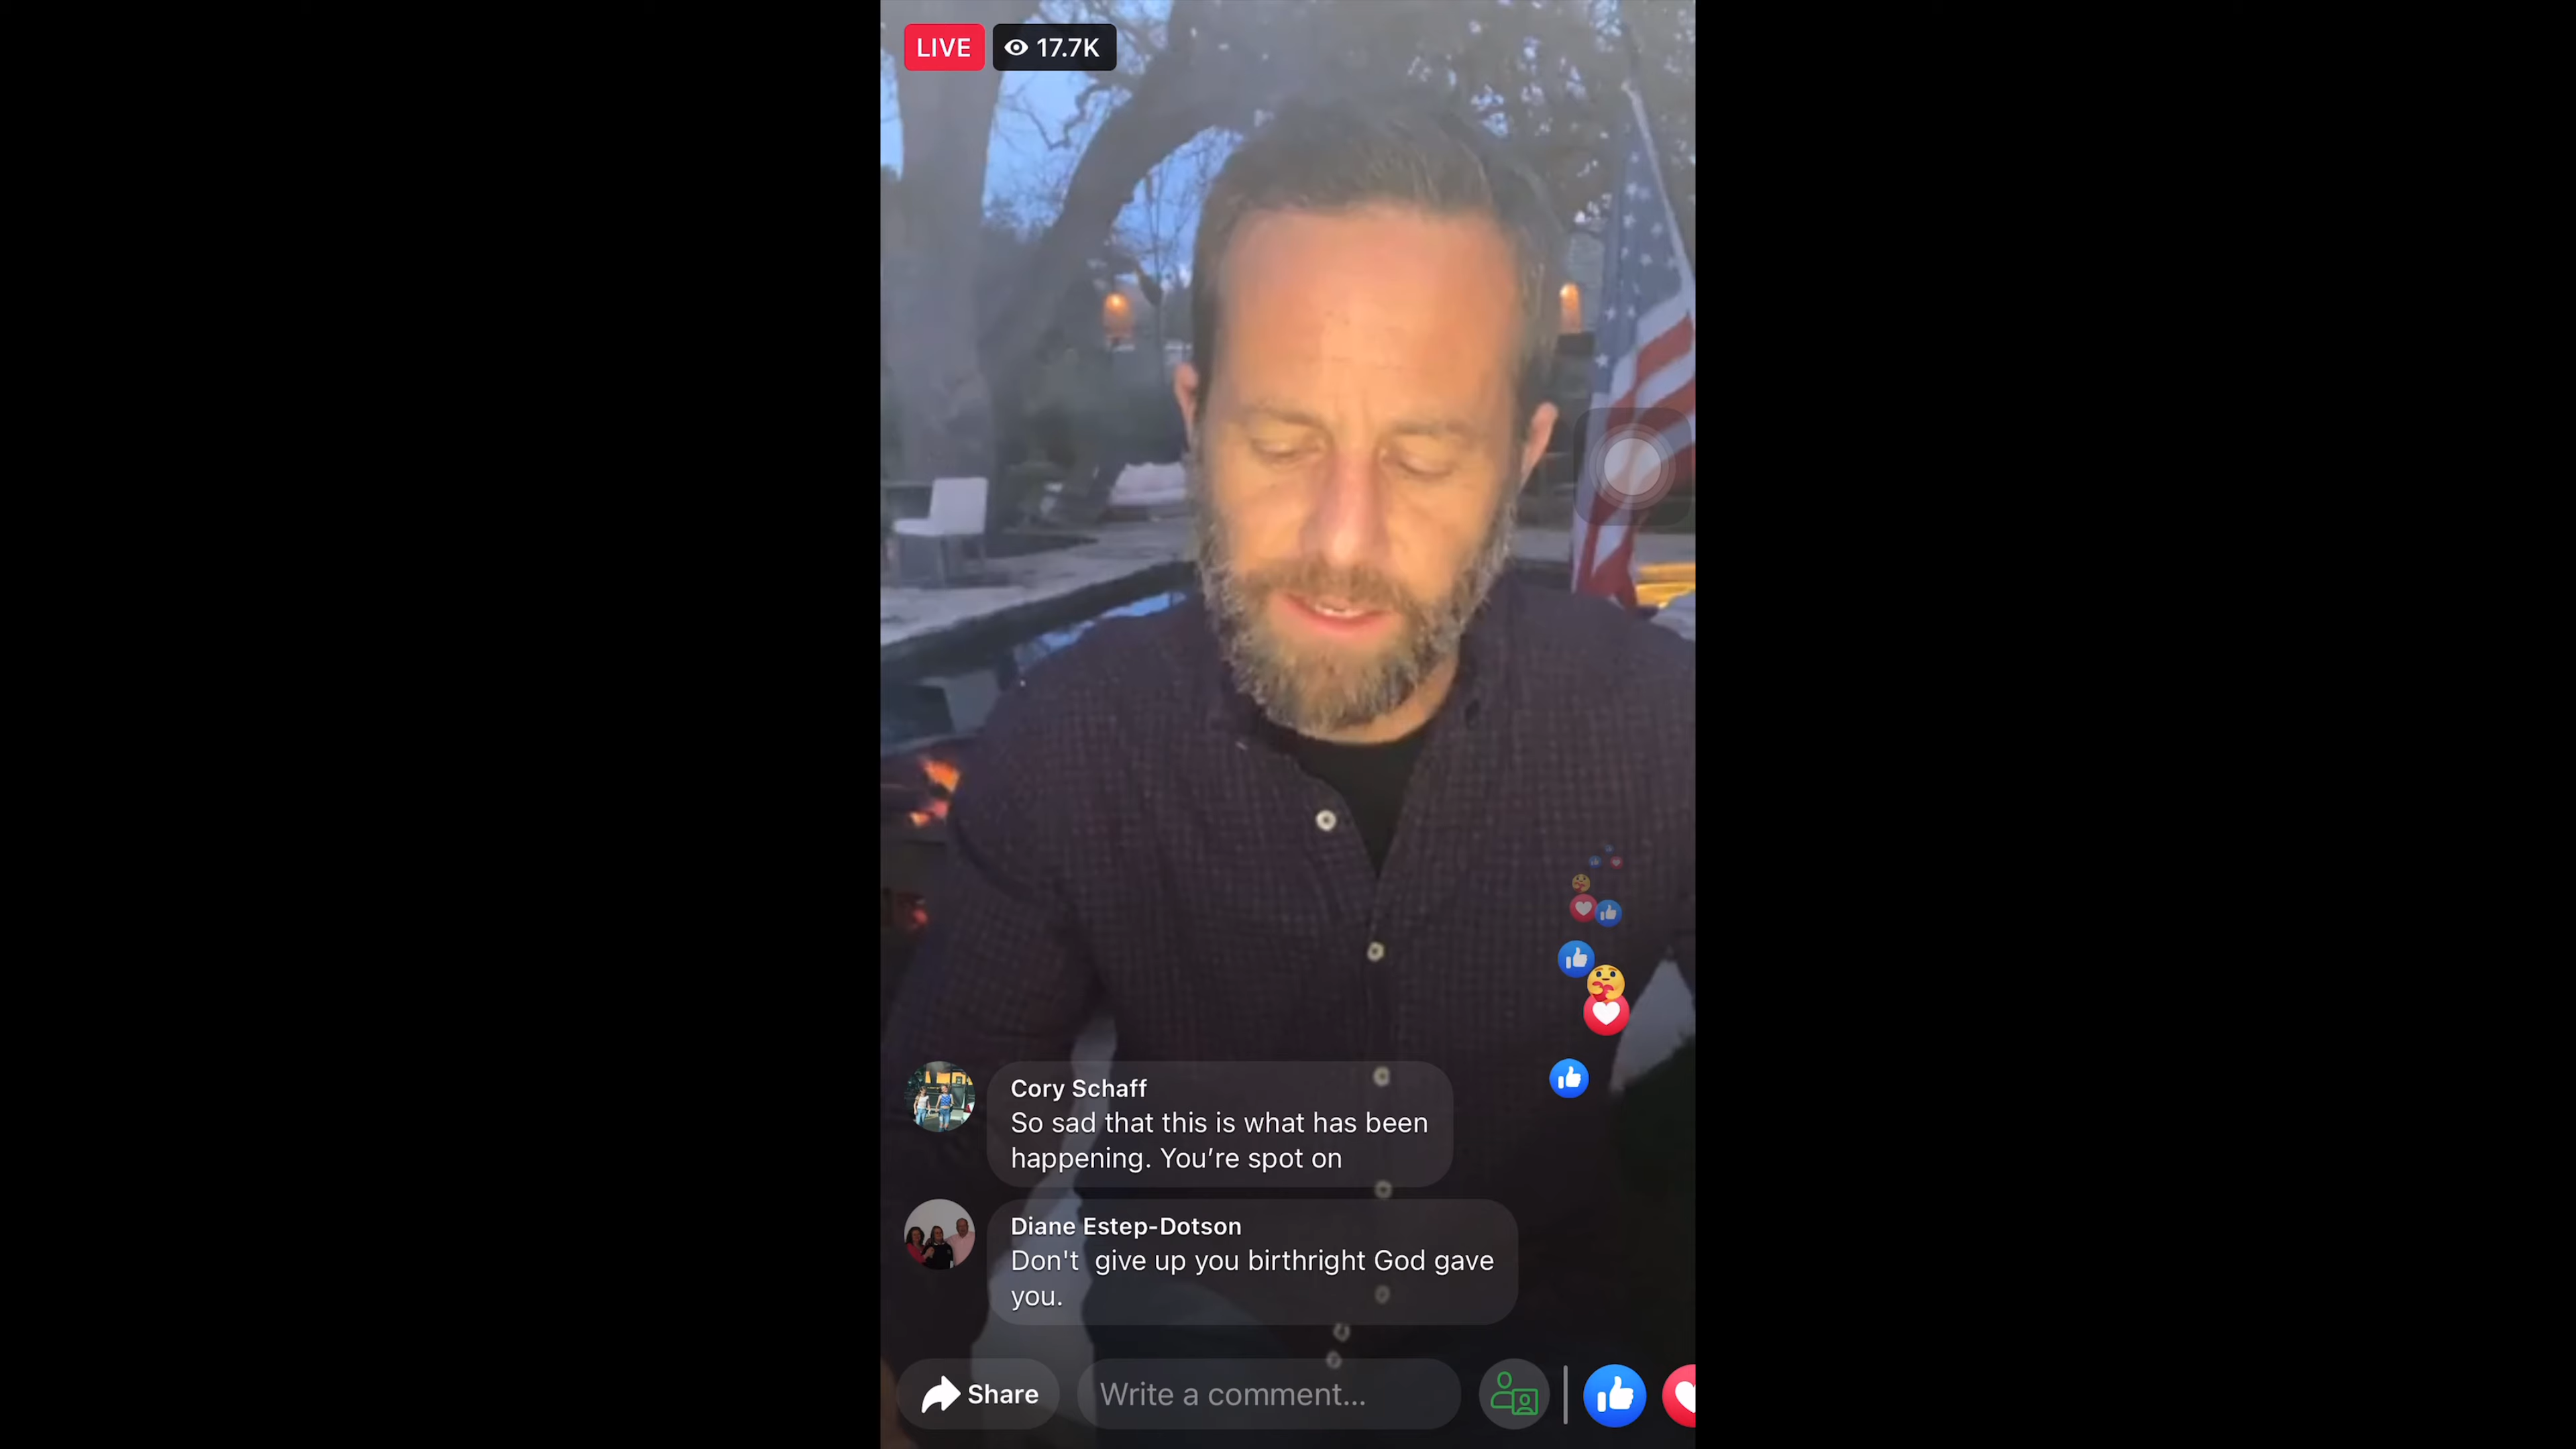 LIVE 17.7K
Cory Schaff
So sad that this is what has been
happening. You’re spot on
Diane Estep-Dotson
Don't  give up you birthright God gave
you.
Share Write a comment...